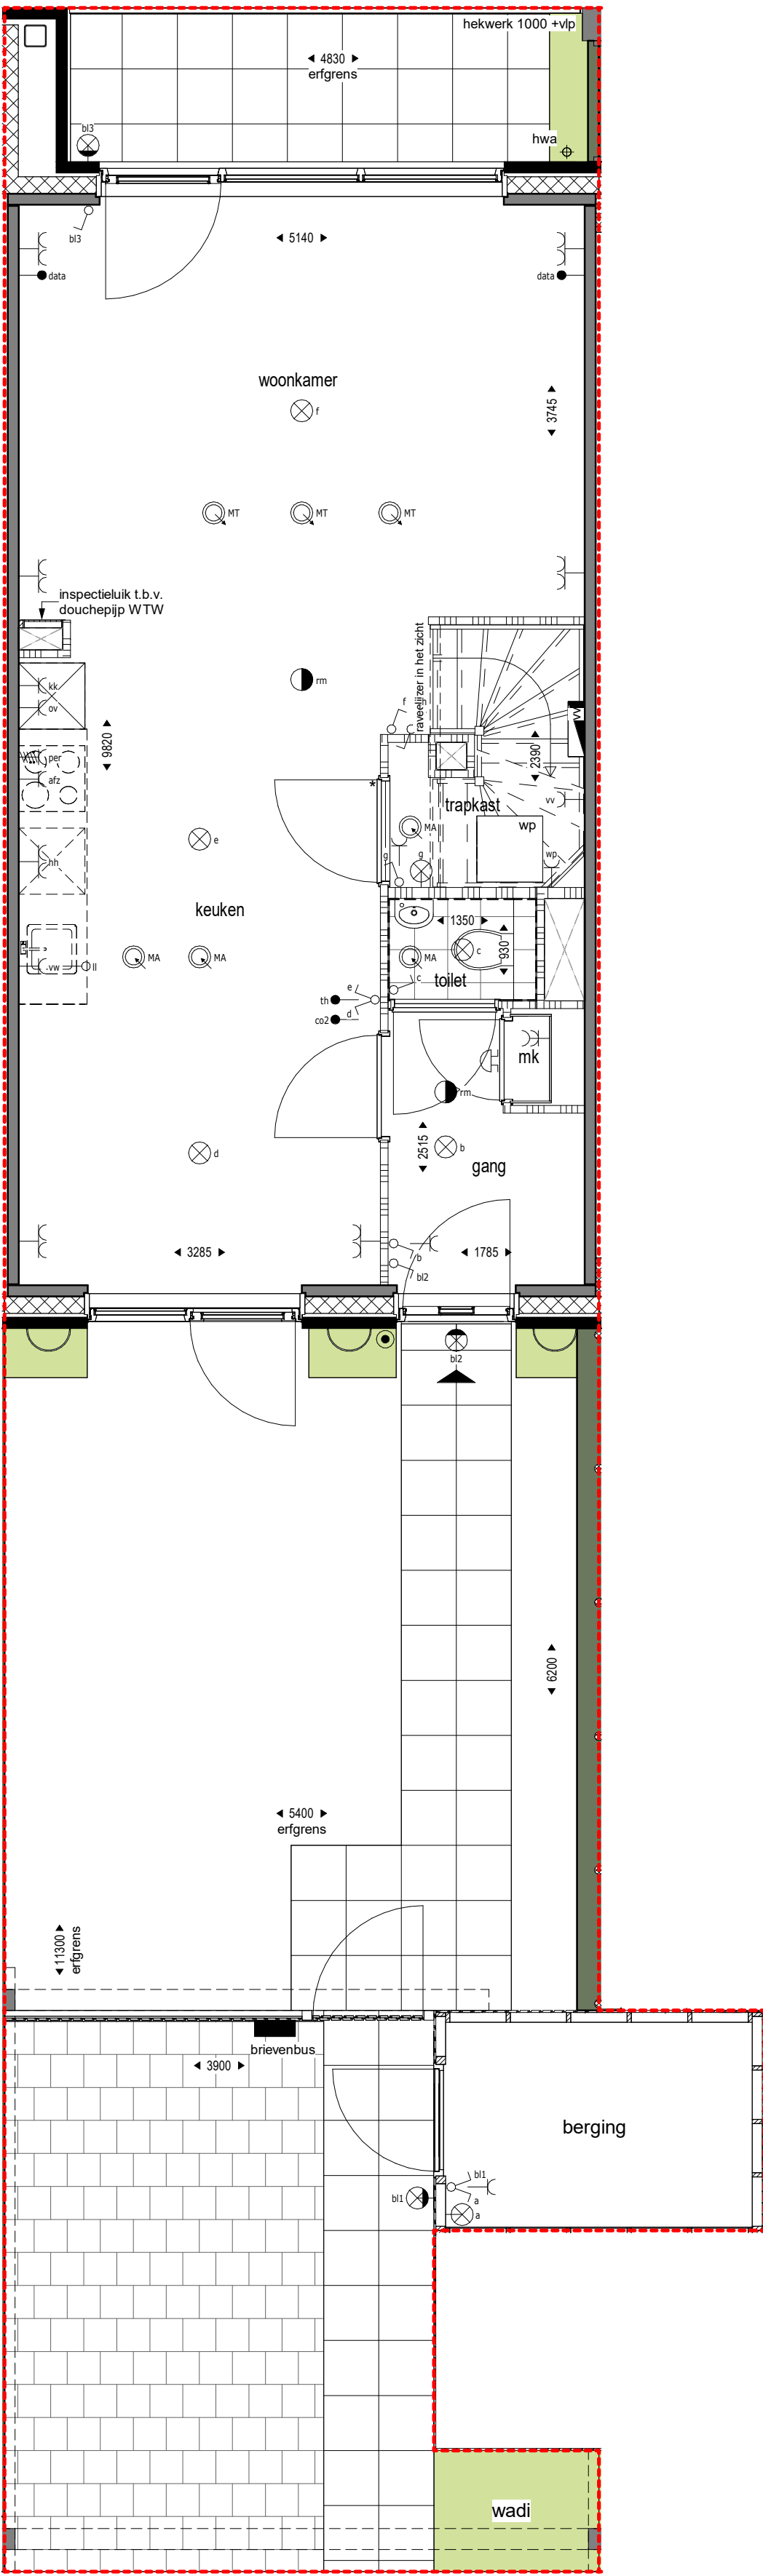 hekwerk 1000 +vlp
4830
erfgrens
bl3
hwa
bl3
5140
data
data
woonkamer
f
3745
MT
MT
MT
inspectieluik t.b.v.
douchepijp WTW
raveelijzer in het zicht
kk
rm
f
h
ov
vv
9820
2390
per
afz
*
trapkast
vv
MA
wp
e
hh
g
g
wp
keuken
1350
930
c
vw
ll
MA
MA
MA
toilet
c
e
th
d
co2
mk
rm
2515
d
b
gang
3285
b
1785
bl2
bl2
6200
5400
erfgrens
11300
erfgrens
brievenbus
3900
berging
bl1
a
bl1
a
wadi